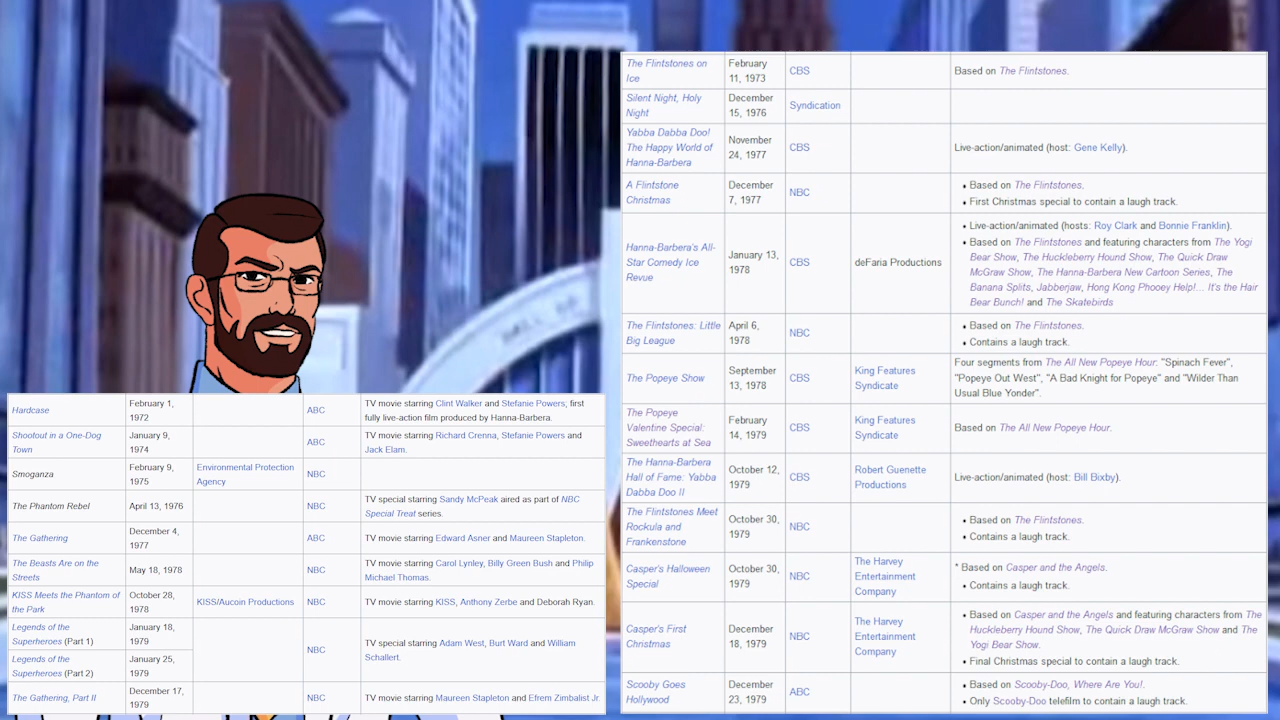 Hardcase
February 1,
1972
ABC
TV movie starring Clint Walker and Stefanie Powers; first
fully live-action film produced by Hanna-Barbera.
Shootout in a One-Dog
Town
January 9,
1974
ABC
TV movie starring Richard Crenna, Stefanie Powers and
Jack Elam.
Smoganza
February 9,
1975
Environmental Protection
Agency
NBC
The Phantom Rebel
April 13, 1976
NBC
TV special starring Sandy McPeak aired as part of NBC
Special Treat series.
The Gathering
December 4,
1977
ABC
TV movie starring Edward Asner and Maureen Stapleton.
The Beasts Are on the
Streets
May 18, 1978
NBC
TV movie starring Carol Lynley, Billy Green Bush and Philip
Michael Thomas.
KISS Meets the Phantom of
the Park
October 28,
1978
KISS/Aucoin Productions
NBC
TV movie starring KISS, Anthony Zerbe and Deborah Ryan.
Legends of the
Superheroes (Part 1)
January 18,
1979
NBC
TV special starring Adam West, Burt Ward and William
Schallert.
Legends of the
Superheroes (Part 2)
January 25,
1979
The Gathering, Part II
December 17,
1979
NBC
TV movie starring Maureen Stapleton and Efrem Zimbalist Jr.
The Flintstones on
Ice
February
11, 1973
CBS
Based on The Flintstones.
Silent Night, Holy
Night
December
15, 1976
Syndication
Yabba Dabba Doo!
The Happy World of
Hanna-Barbera
November
24, 1977
CBS
Live-action/animated (host: Gene Kelly).
A Flintstone
Christmas
December
7, 1977
NBC
• Based on The Flintstones.
• First Christmas special to contain a laugh track.
Hanna-Barbera's All-
Star Comedy Ice
Revue
January 13,
1978
CBS
deFaria Productions
• Live-action/animated (hosts: Roy Clark and Bonnie Franklin).
• Based on The Flintstones and featuring characters from The Yogi
Bear Show, The Huckleberry Hound Show, The Quick Draw
McGraw Show, The Hanna-Barbera New Cartoon Series, The
Banana Splits, Jabberjaw, Hong Kong Phooey Help!... It's the Hair
Bear Bunch! and The Skatebirds
The Flintstones: Little
Big League
April 6,
1978
NBC
• Based on The Flintstones.
• Contains a laugh track.
The Popeye Show
September
13, 1978
CBS
King Features
Syndicate
Four segments from The All New Popeye Hour: "Spinach Fever",
"Popeye Out West", "A Bad Knight for Popeye" and "Wilder Than
Usual Blue Yonder".
The Popeye
Valentine Special:
Sweethearts at Sea
February
14, 1979
CBS
King Features
Syndicate
Based on The All New Popeye Hour.
The Hanna-Barbera
Hall of Fame: Yabba
Dabba Doo II
October 12,
1979
CBS
Robert Guenette
Productions
Live-action/animated (host: Bill Bixby).
The Flintstones Meet
Rockula and
Frankenstone
October 30,
1979
NBC
• Based on The Flintstones.
• Contains a laugh track.
Casper's Halloween
Special
October 30,
1979
NBC
The Harvey
Entertainment
Company
* Based on Casper and the Angels.
• Contains a laugh track.
Casper's First
Christmas
December
18, 1979
NBC
The Harvey
Entertainment
Company
• Based on Casper and the Angels and featuring characters from The
Huckleberry Hound Show, The Quick Draw McGraw Show and The
Yogi Bear Show.
• Final Christmas special to contain a laugh track.
Scooby Goes
Hollywood
December
23, 1979
ABC
• Based on Scooby-Doo, Where Are You!.
• Only Scooby-Doo telefilm to contain a laugh track.